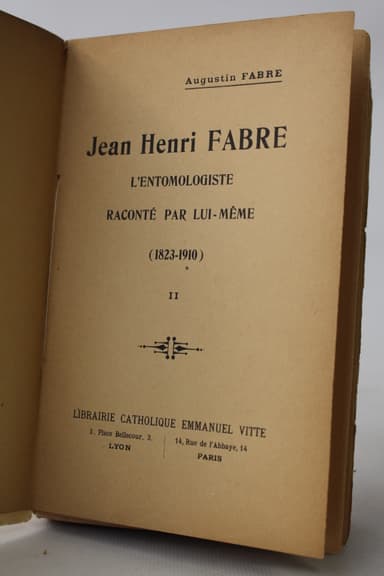 Augustin FABRE
Jean Henri FABRE
L'ENTOMOLOGISTE
RACONTÉ PAR LUI-MÊME
(1823-1910)
II
LIBRAIRIE CATHOLIQUE EMMANUEL VITTE
3, Place Bellecour, 3.
LYON
14, Rue de l'Abbaye, 14
PARIS